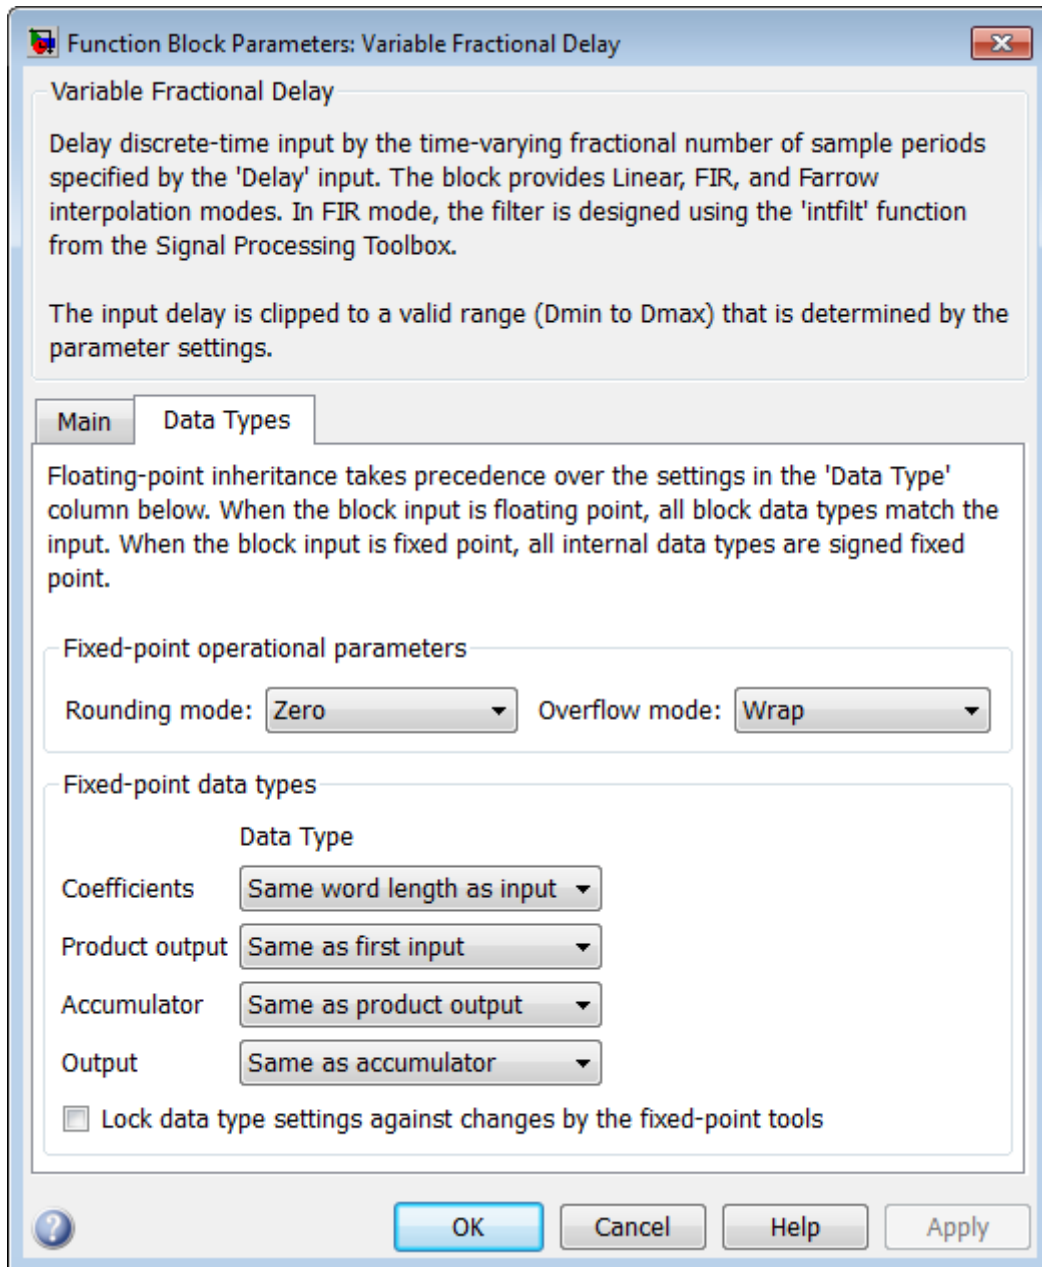 Function Block Parameters: Variable Fractional Delay
Variable Fractional Delay
Delay discrete-time input by the time-varying fractional number of sample periods
specified by the 'Delay' input. The block provides Linear, FIR, and Farrow
interpolation modes. In FIR mode, the filter is designed using the 'intfilt' function
from the Signal Processing Toolbox.
The input delay is clipped to a valid range (Dmin to Dmax) that is determined by the
parameter settings.
Main Data Types
Floating-point inheritance takes precedence over the settings in the 'Data Type'
column below. When the block input is floating point, all block data types match the
input. When the block input is fixed point, all internal data types are signed fixed
point.
Fixed-point operational parameters
Rounding mode: Zero Overflow mode: Wrap
Fixed-point data types
Data Type
Coefficients Same word length as input
Product output Same as first input
Accumulator Same as product output
Output Same as accumulator
Lock data type settings against changes by the fixed-point tools
? OK Cancel Help Apply